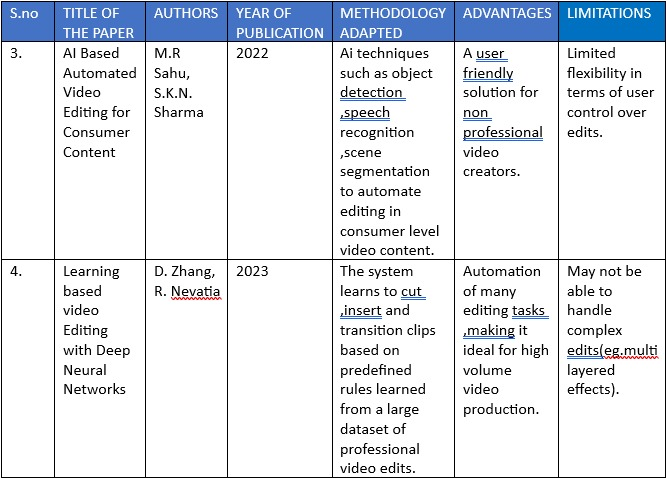 S.no
TITLE OF
THE PAPER
AUTHORS
YEAR OF
PUBLICATION
METHODOLOGY
ADAPTED
ADVANTAGES
LIMITATIONS
3.
AI Based
Automated
Video
Editing for
Consumer
Content
M.R
Sahu,
S.K.N.
Sharma
2022
Ai techniques
such as object
detection
,speech
recognition
,scene
segmentation
to automate
editing in
consumer level
video content.
A user
friendly
solution for
non
professional
video
creators.
Limited
flexibility in
terms of user
control over
edits.
4.
Learning
based
video
Editing
with Deep
Neural
Networks
D. Zhang,
R. Nevatia
2023
The system
learns to cut
,insert and
transition clips
based on
predefined
rules learned
from a large
dataset of
professional
video edits.
Automation
of many
editing tasks
,making it
ideal for high
volume
video
production.
May not be
able to
handle
complex
edits(eg.multi
layered
effects).